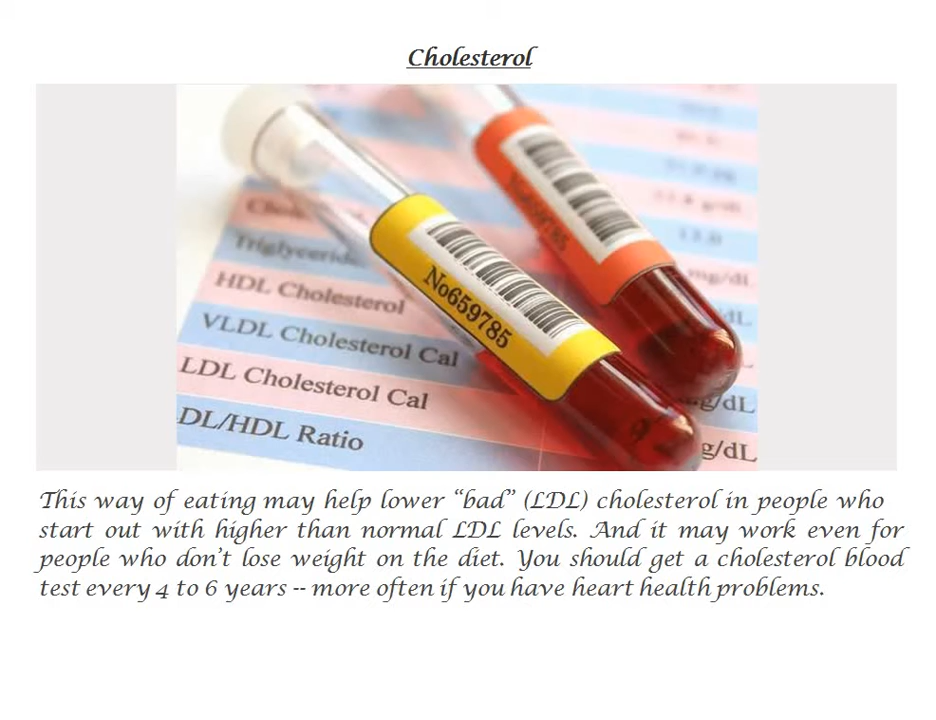 Cholesterol
Triglyceride
HDL Cholesterol
VLDL Cholesterol Cal
LDL Cholesterol Cal
DL/HDL Ratio
No659785
mg/dL
g/dL
g/dL
This way of eating may help lower “bad” (LDL) cholesterol in people who
start out with higher than normal LDL levels. And it may work even for
people who don't lose weight on the diet. You should get a cholesterol blood
test every 4 to 6 years -- more often if you have heart health problems.